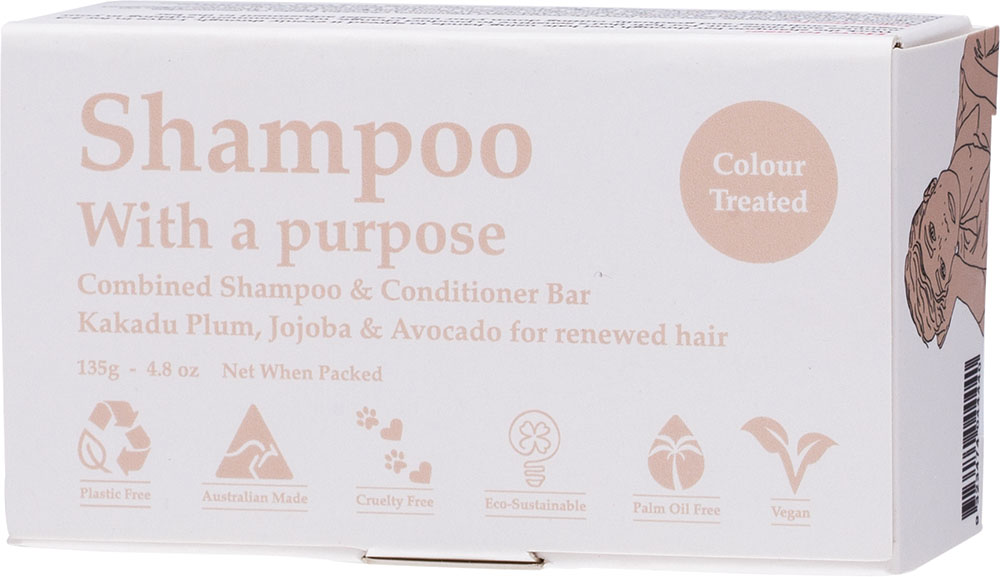 Shampoo
With a purpose
Combined Shampoo & Conditioner Bar
Kakadu Plum, Jojoba & Avocado for renewed hair
135g - 4.8 oz Net When Packed
Colour
Treated
Plastic Free
Australian Made
Cruelty Free
Eco-Sustainable
Palm Oil Free
Vegan